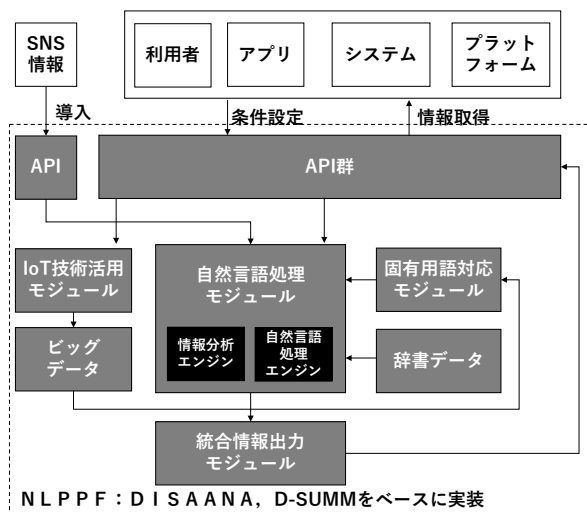 SNS
情報
利用者
アプリ
システム
プラット
フォーム
導入
条件設定
情報取得
API
API群
IoT技術活用
モジュール
自然言語処理
モジュール
固有用語対応
モジュール
ビッグ
データ
情報分析
エンジン
自然言語
処理
エンジン
辞書データ
統合情報出力
モジュール
ＮＬＰＰＦ：ＤＩＳＡＡＮＡ，D-SUMMをベースに実装